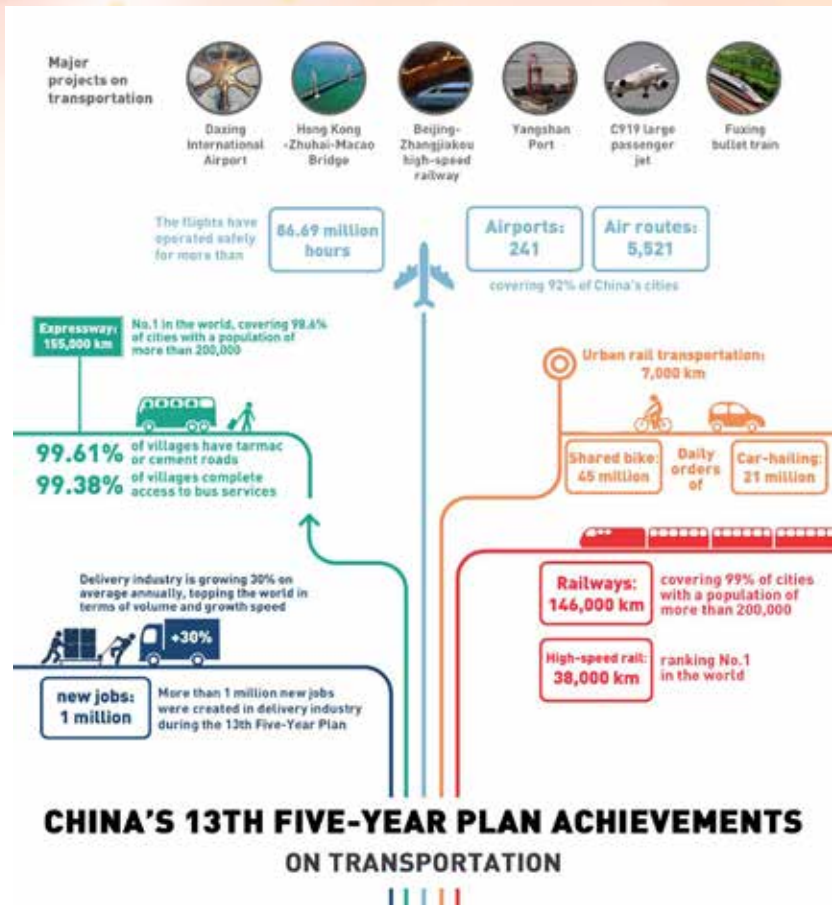 Major
projects on
transportation
Daxing
International
Airport
Hong Kong
-Zhuhai-Macao
Bridge
Beijing-
Zhangjiakou
high-speed
railway
Yangshan
Port
C919 large
passenger
jet
Fuxing
bullet train
The flights have
operated safely
for more than
86.69 million
hours
Airports:
241
Air routes:
5,521
covering 92% of China's cities
Expressway:
155,000 km
No.1 in the world, covering 98.6%
of cities with a population of
more than 200,000
99.61% of villages have tarmac
or cement roads
99.38% of villages complete
access to bus services
Urban rail transportation:
7,000 km
Shared bike:
45 million
Daily
orders
of
Car-hailing:
21 million
Railways:
146,000 km
covering 99% of cities
with a population of
more than 200,000
High-speed rail:
38,000 km
ranking No.1
in the world
Delivery industry is growing 30% on
average annually, topping the world in
terms of volume and growth speed
+30%
new jobs:
1 million
More than 1 million new jobs
were created in delivery industry
during the 13th Five-Year Plan
CHINA'S 13TH FIVE-YEAR PLAN ACHIEVEMENTS
ON TRANSPORTATION